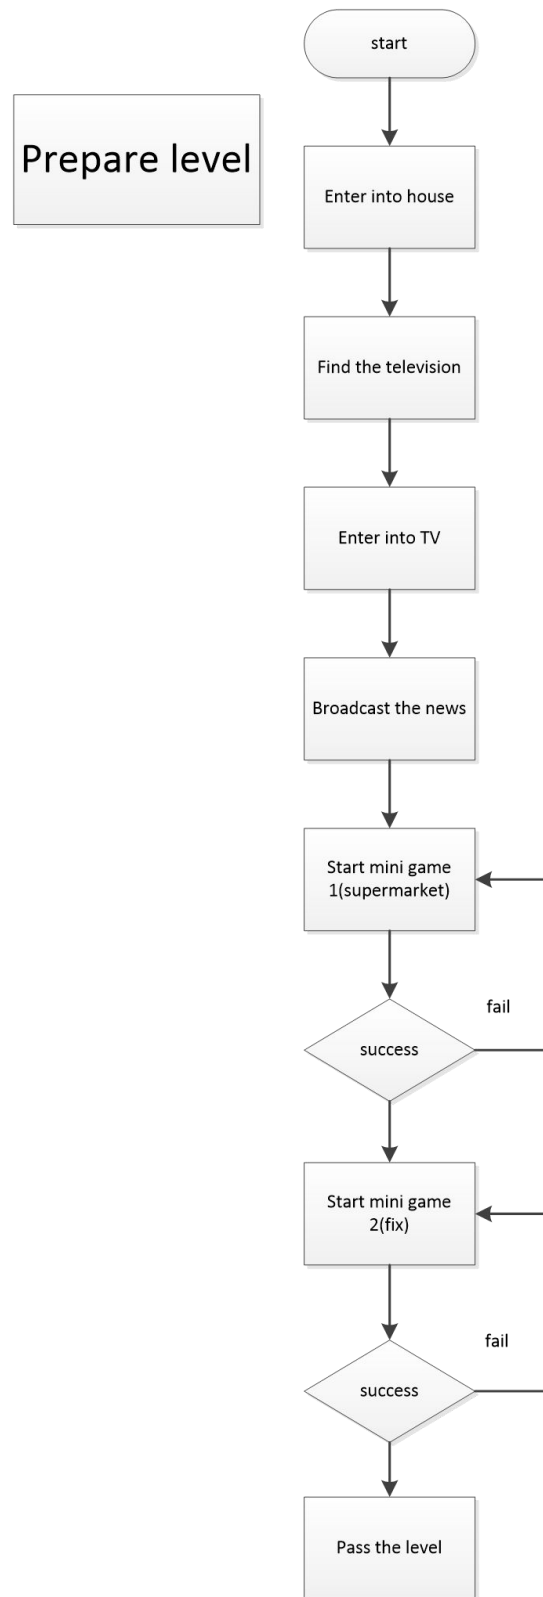 start
Prepare level
Enter into house
Find the television
Enter into TV
Broadcast the news
Start mini game
1(supermarket)
fail
success
Start mini game
2(fix)
fail
success
Pass the level